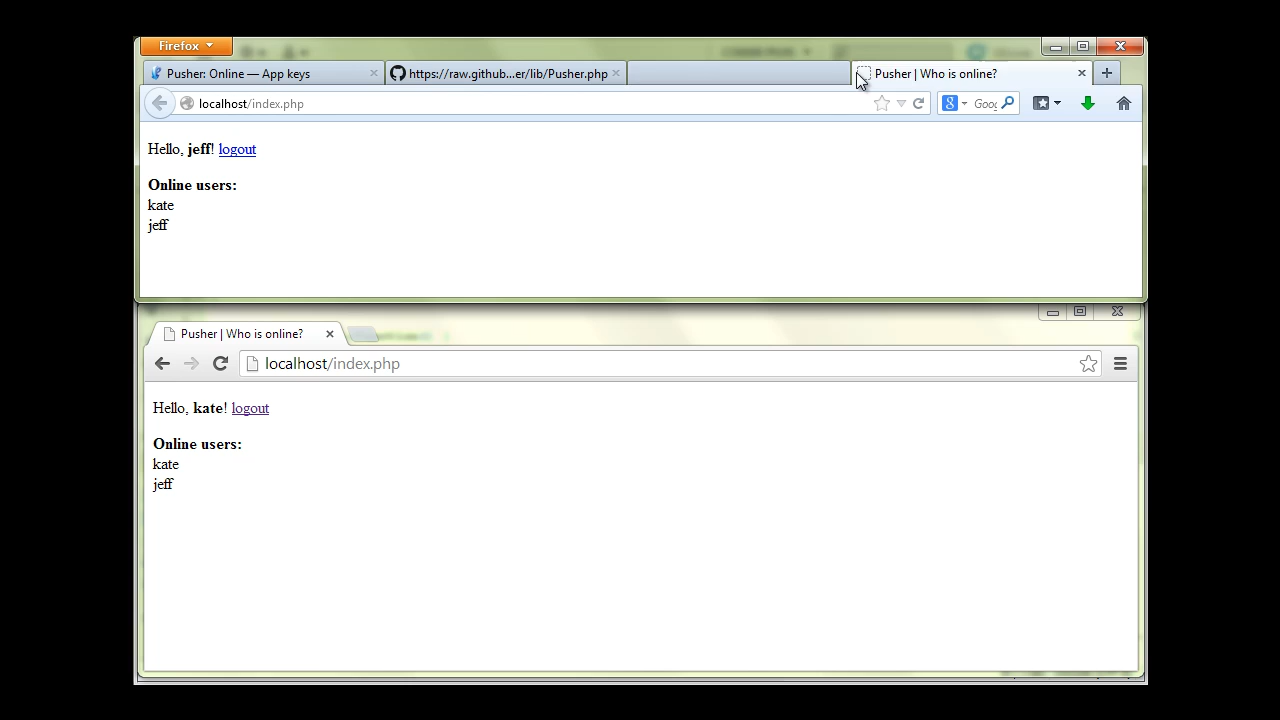 Firefox
Pusher: Online — App keys
https://raw.github...er/lib/Pusher.php
Pusher | Who is online?
localhost/index.php
Hello, jeff! logout
Online users:
kate
jeff
Pusher | Who is online?
localhost/index.php
Hello, kate! logout
Online users:
kate
jeff